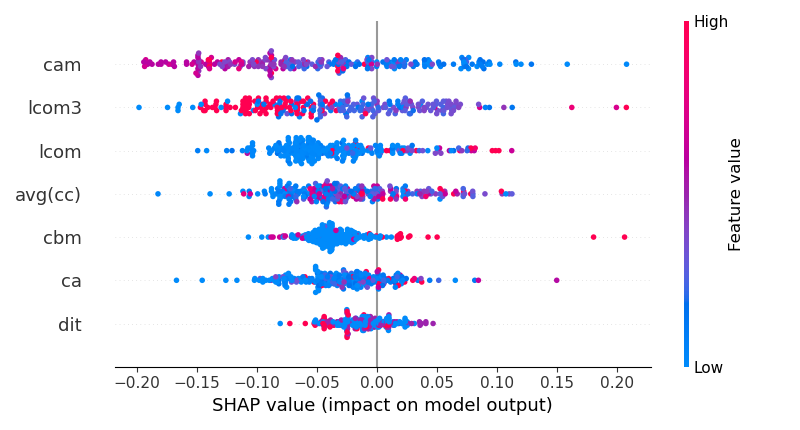 High
cam
lcom3
lcom
avg(cc)
cbm
ca
dit
Feature value
Low
−0.20 −0.15 −0.10 −0.05 0.00 0.05 0.10 0.15 0.20
SHAP value (impact on model output)